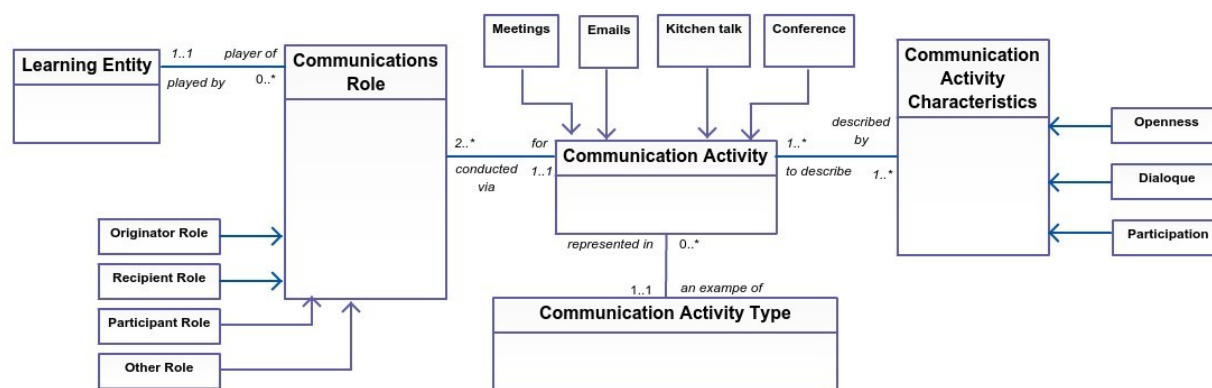 Meetings
Emails
Kitchen talk
Conference
Learning Entity
1..1
player of
played by
0..*
Communications
Role
Communication
Activity
Characteristics
2..*
for
conducted
via
1..1
Communication Activity
1..*
described
by
to describe
1..*
Openness
Dialoque
Participation
Originator Role
Recipient Role
Participant Role
Other Role
represented in
0..*
1..1
an exampe of
Communication Activity Type